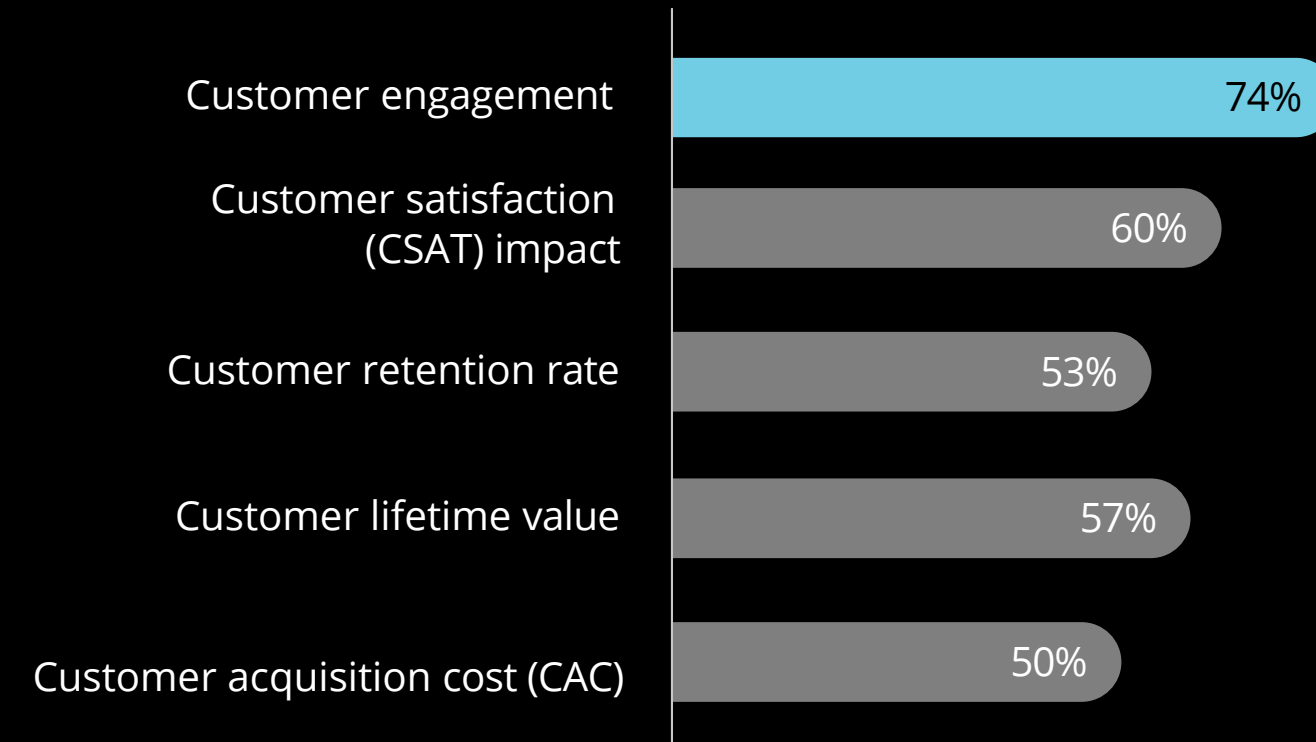 Customer engagement
74%
Customer satisfaction
(CSAT) impact
60%
Customer retention rate
53%
Customer lifetime value
57%
Customer acquisition cost (CAC)
50%